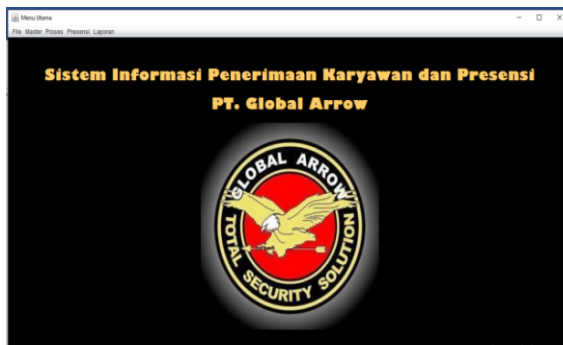 Menu Utama
File Master Proses Presensi Laporan
Sistem Informasi Penerimaan Karyawan dan Presensi
PT. Global Arrow
GLOBAL ARROW
TOTAL SECURITY SOLUTION